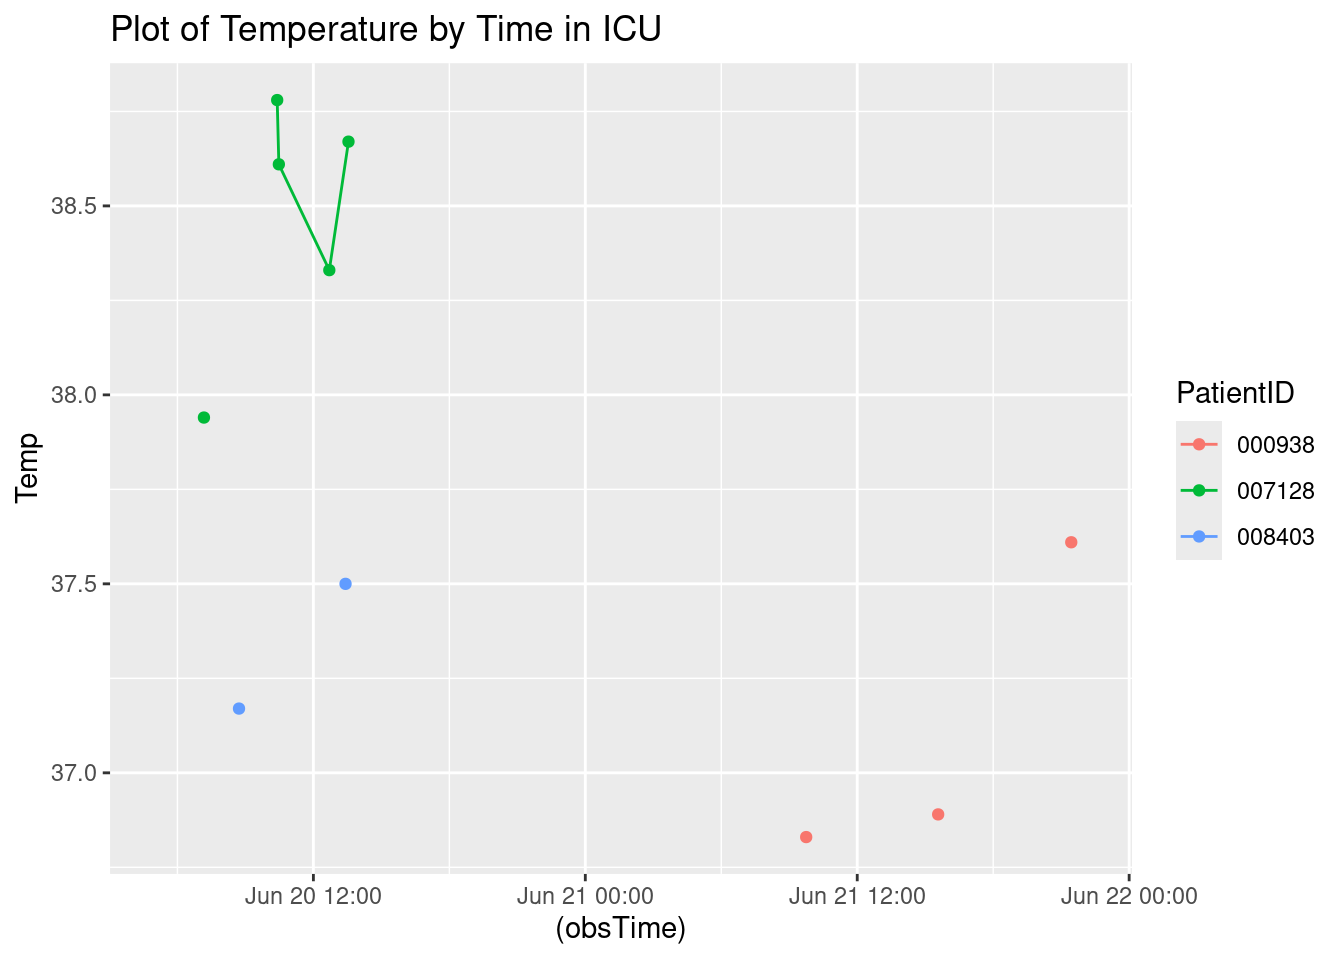 Plot of Temperature by Time in ICU
38.5
38.0
37.5
37.0
Temp
Jun 20 12:00
Jun 21 00:00
Jun 21 12:00
Jun 22 00:00
(obsTime)
PatientID
000938
007128
008403